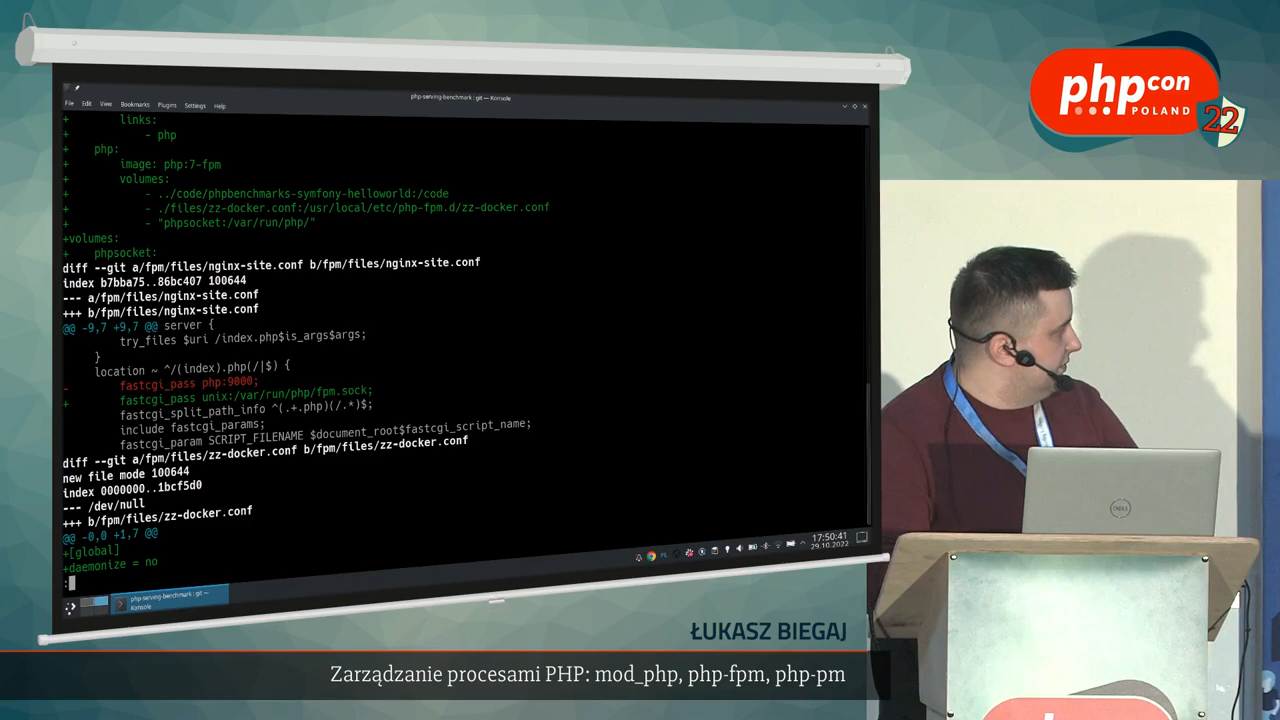 php-serving-benchmark : git — Konsole
File Edit View Bookmarks Plugins Settings Help
+ links:
+ - php
+ php:
+ image: php:7-fpm
+ volumes:
+ - ../code/phpbenchmarks-symfony-helloworld:/code
+ - ./files/zz-docker.conf:/usr/local/etc/php-fpm.d/zz-docker.conf
+ - "phpsocket:/var/run/php/"
+volumes:
+ phpsocket:
diff --git a/fpm/files/nginx-site.conf b/fpm/files/nginx-site.conf
index b7bba75..86bc407 100644
--- a/fpm/files/nginx-site.conf
+++ b/fpm/files/nginx-site.conf
@@ -9,7 +9,7 @@ server {
try_files $uri /index.php$is_args$args;
}
location ~ ^/(index).php(/|$) {
- fastcgi_pass php:9000;
+ fastcgi_pass unix:/var/run/php/fpm.sock;
fastcgi_split_path_info ^(.+.php)(/.*)$;
include fastcgi_params;
fastcgi_param SCRIPT_FILENAME $document_root$fastcgi_script_name;
diff --git a/fpm/files/zz-docker.conf b/fpm/files/zz-docker.conf
new file mode 100644
index 0000000..1bcf5d0
--- /dev/null
+++ b/fpm/files/zz-docker.conf
@@ -0,0 +1,7 @@
+[global]
+daemonize = no
:
php-serving-benchmark : git —
Konsole
PL
17:50:41
29.10.2022
phpcon
POLAND
22
DELL
ŁUKASZ BIEGAJ
Zarządzanie procesami PHP: mod_php, php-fpm, php-pm